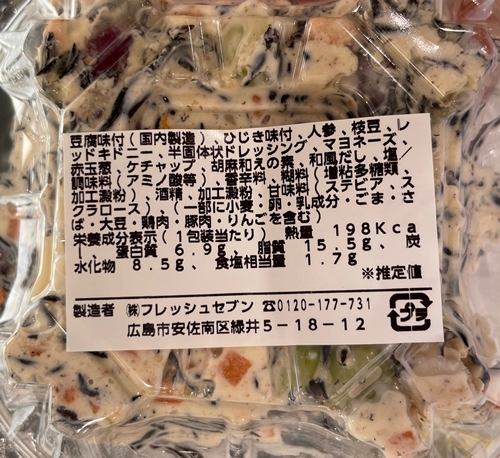 豆腐味付(国内製造)、ひじき味付、人参、枝豆、レ
ッドキドニー、半固体状ドレッシング、マヨネーズ、
赤玉葱、ケチャップ、胡麻和えの素、和風だし、塩/
調味料(アミノ酸等)、香辛料、糊料(増粘多糖類、
加工澱粉)、酒精、加工澱粉、甘味料(ステビア、ス
クラロース)、(一部に小麦・卵・乳成分・ごま・さ
ば・大豆・鶏肉・豚肉・りんごを含む)
栄養成分表示(1包装当たり) 熱量 198Kca
l、蛋白質 6.9g、脂質 15.5g、炭
水化物 8.5g、食塩相当量 1.7g
※推定値
製造者 ㈱フレッシュセブン ☎0120-177-731
広島市安佐南区緑井5-18-12
プラ